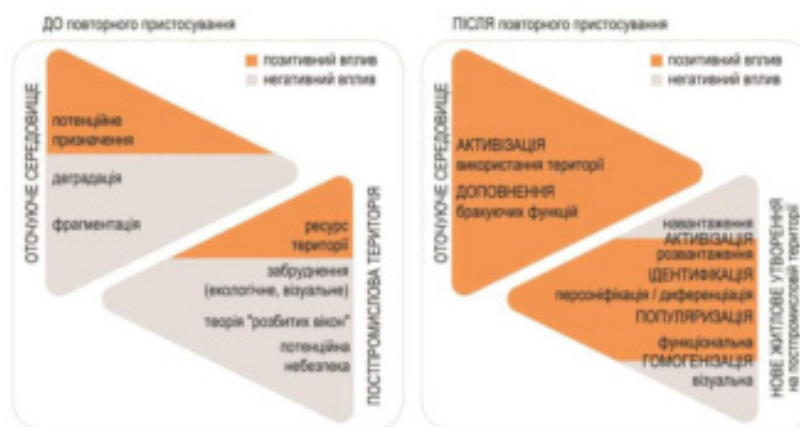 ДО повторного пристосування
позитивний вплив
негативний вплив
ОТОЧУЮЧЕ СЕРЕДОВИЩЕ
потенційне
призначення
деградація
фрагментація
ресурс
території
забруднення
(екологічне, візуальне)
теорія "розбитих вікон"
потенційна
небезпека
ПОСТПРОМИСЛОВА ТЕРИТОРІЯ
ПІСЛЯ повторного пристосування
позитивний вплив
негативний вплив
ОТОЧУЮЧЕ СЕРЕДОВИЩЕ
АКТИВІЗАЦІЯ
використання території
ДОПОВНЕННЯ
бракуючих функцій
навантаження
АКТИВІЗАЦІЯ
розвантаження
ІДЕНТИФІКАЦІЯ
персоніфікація / диференціація
ПОПУЛЯРИЗАЦІЯ
функціональна
ГОМОГЕНІЗАЦІЯ
візуальна
НОВЕ ЖИТЛОВЕ УТВОРЕННЯ
на постпромисловій території